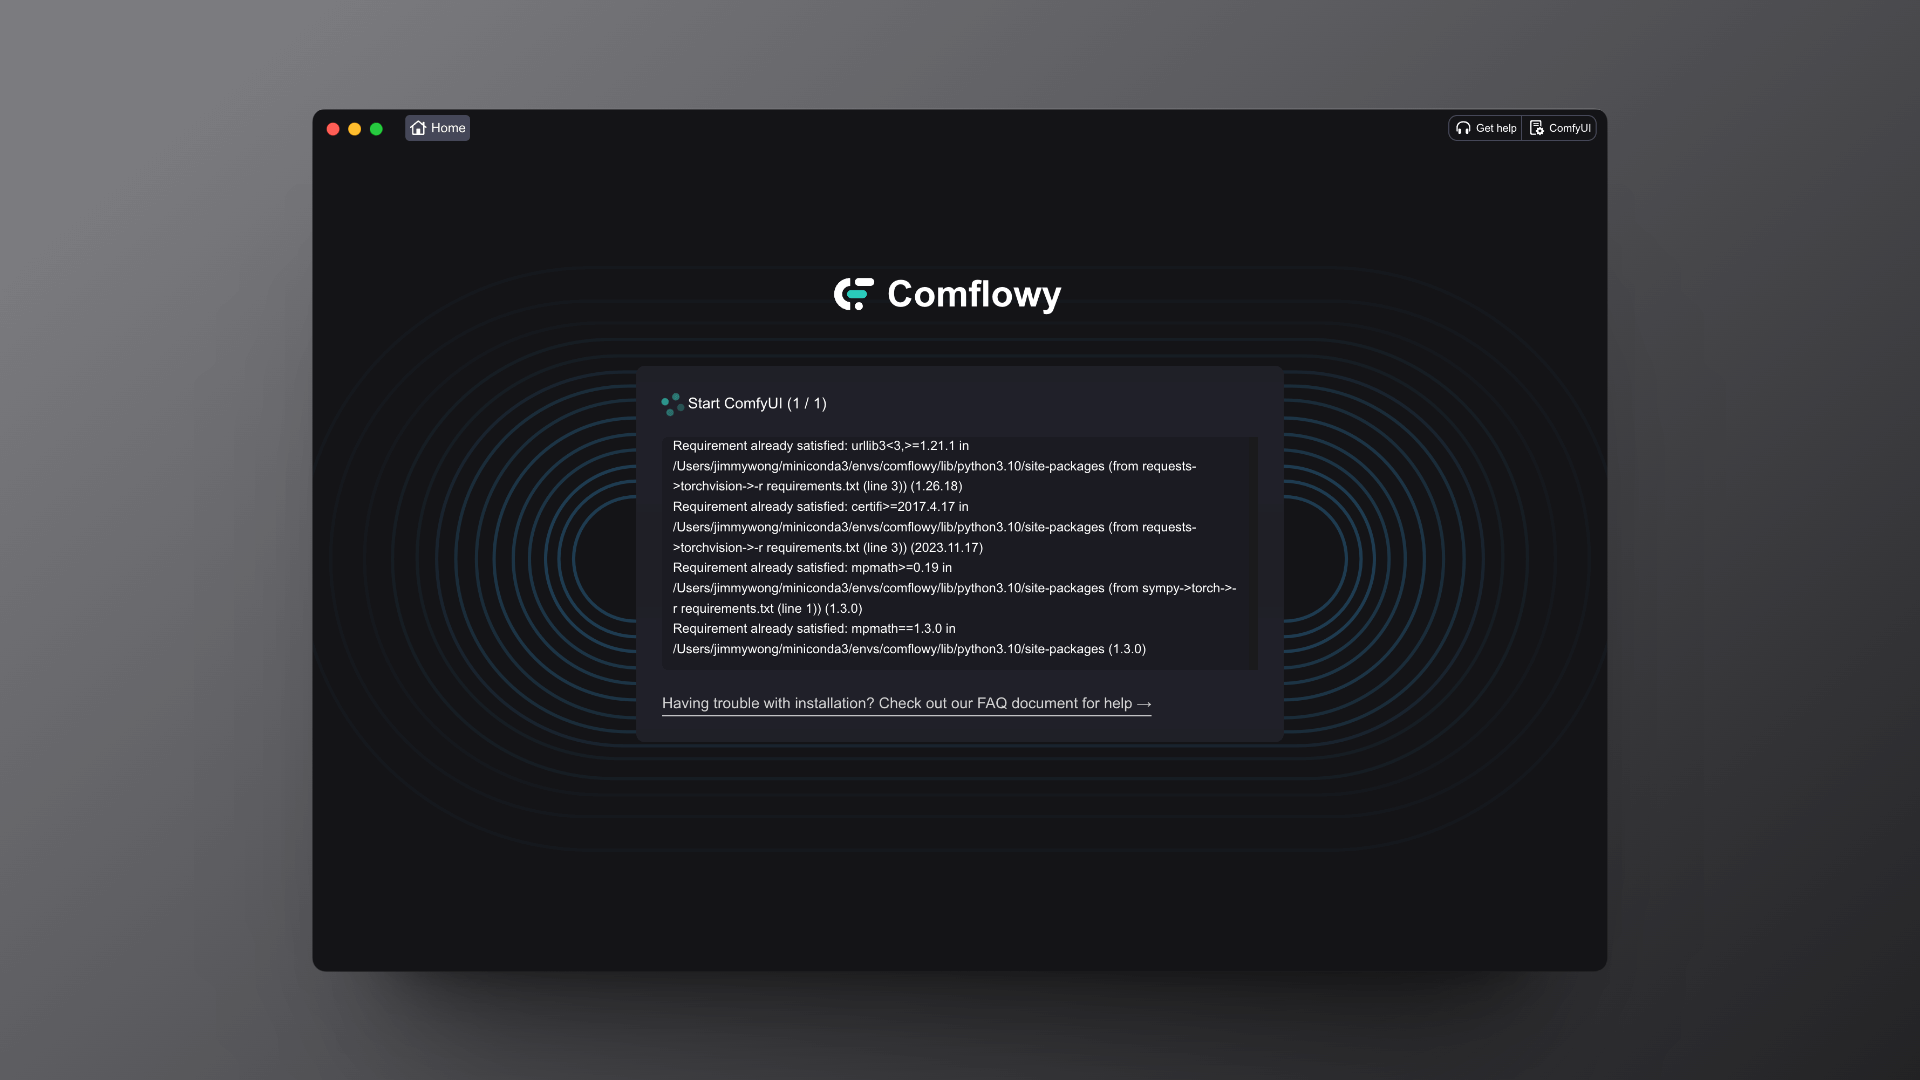 Home
Get help
ComfyUI
Comflowy
Start ComfyUI (1 / 1)
Requirement already satisfied: urllib3<3,>=1.21.1 in
/Users/jimmywong/miniconda3/envs/comflowy/lib/python3.10/site-packages (from requests-
>torchvision->-r requirements.txt (line 3)) (1.26.18)
Requirement already satisfied: certifi>=2017.4.17 in
/Users/jimmywong/miniconda3/envs/comflowy/lib/python3.10/site-packages (from requests-
>torchvision->-r requirements.txt (line 3)) (2023.11.17)
Requirement already satisfied: mpmath>=0.19 in
/Users/jimmywong/miniconda3/envs/comflowy/lib/python3.10/site-packages (from sympy->torch->-
r requirements.txt (line 1)) (1.3.0)
Requirement already satisfied: mpmath==1.3.0 in
/Users/jimmywong/miniconda3/envs/comflowy/lib/python3.10/site-packages (1.3.0)
Having trouble with installation? Check out our FAQ document for help →